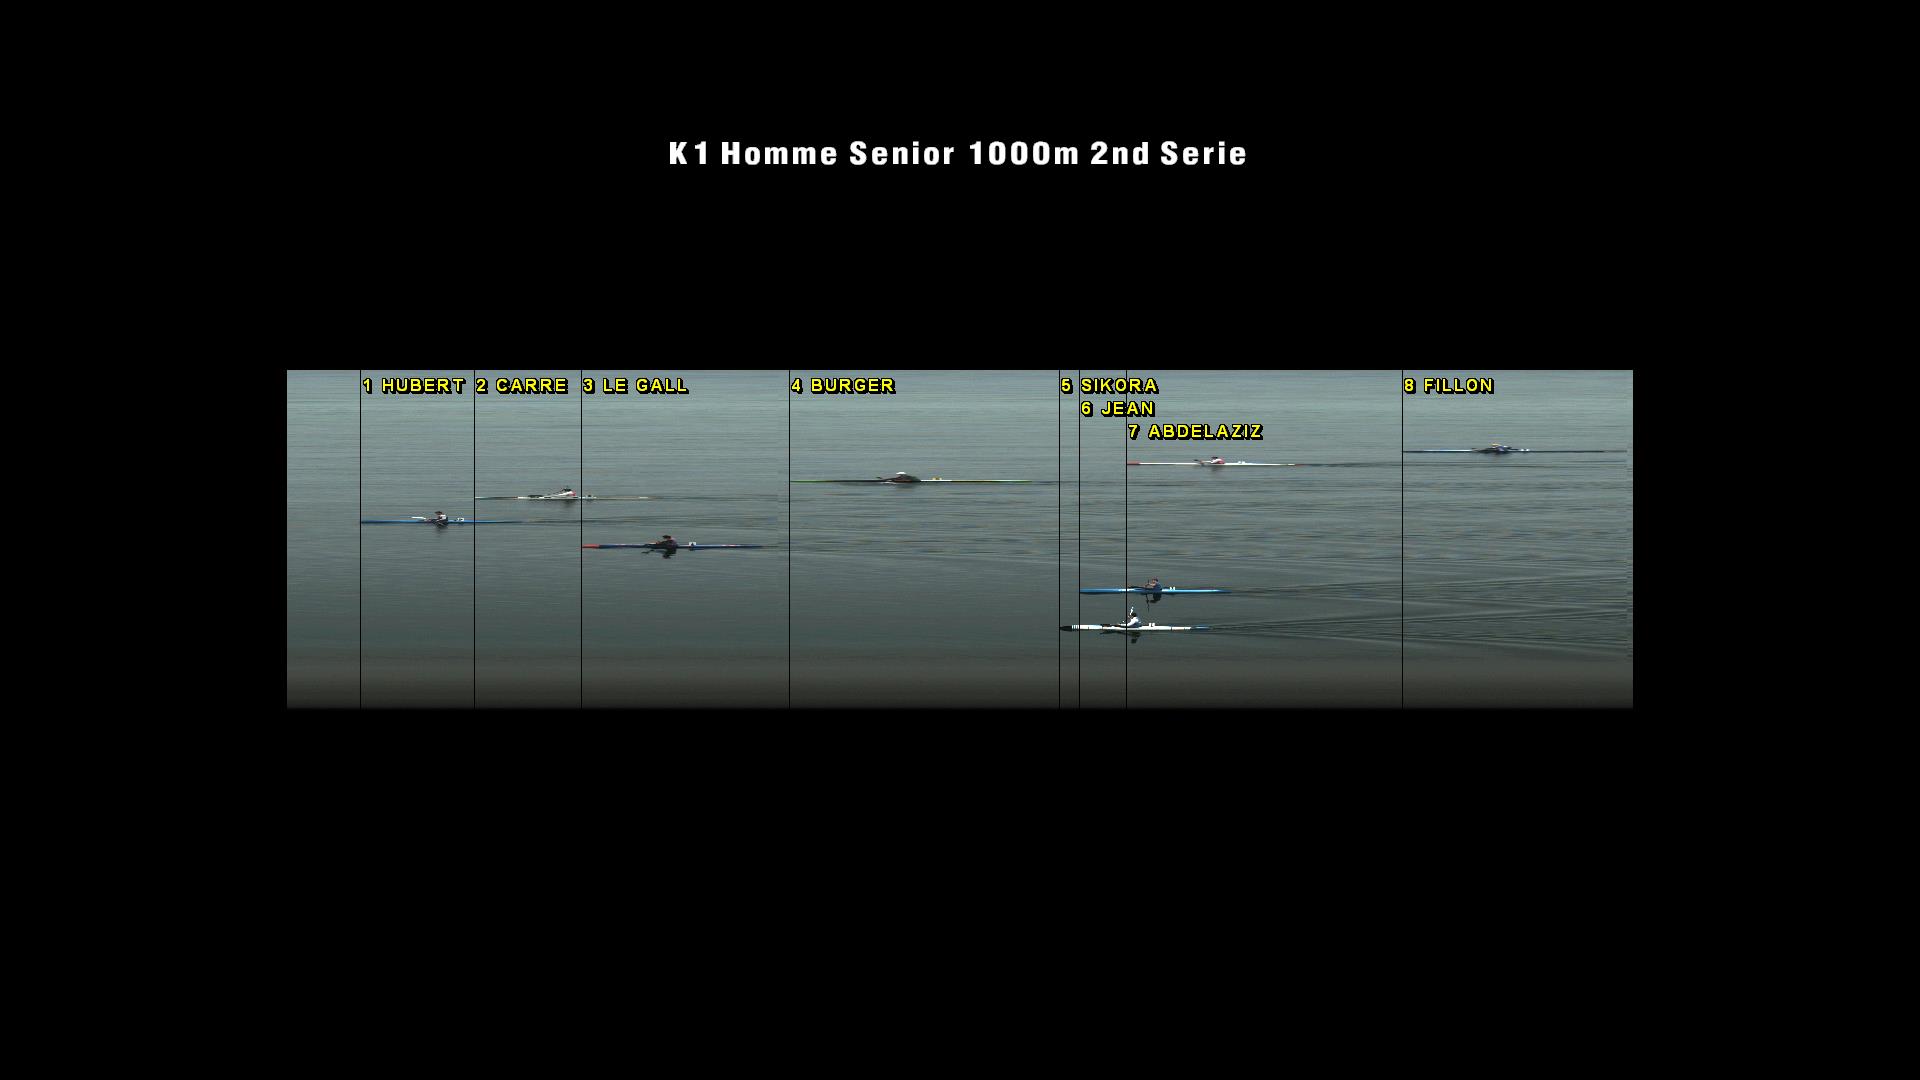 K1 Homme Senior 1000m 2nd Serie
1 HUBERT 2 CARRE 3 LE GALL 4 BURGER 5 SIKORA 8 FILLON
6 JEAN
7 ABDELAZIZ